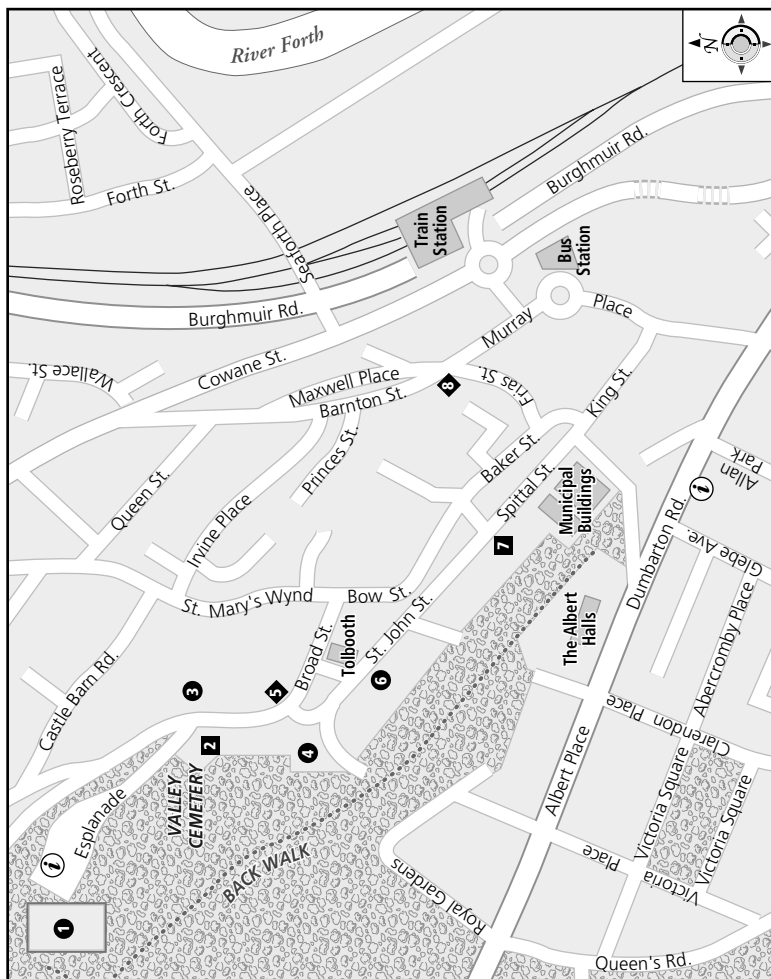 River Forth
N
Roseberry Terrace
Forth Crescent
Forth St.
Seaforth Place
Train
Station
Burghmuir Rd.
Bus
Station
Burghmuir Rd.
Wallace St.
Cowane St.
Murray
Place
Maxwell Place
Barnton St.
8
Frias St.
King St.
Queen St.
Princes St.
Baker St.
Spittal St.
Irvine Place
Municipal
Buildings
Allan
Park
i
7
St. Mary's Wynd
Bow St.
Dumbarton Rd.
Glebe Ave.
Castle Barn Rd.
3
5
Broad St.
Tolbooth
St. John St.
6
The Albert
Halls
Abercromby Place
2
4
Clarendon Place
VALLEY
CEMETERY
Esplanade
i
Albert Place
Victoria Square
Victoria Square
BACK WALK
Place
Victoria
1
Royal Gardens
Queen's Rd.